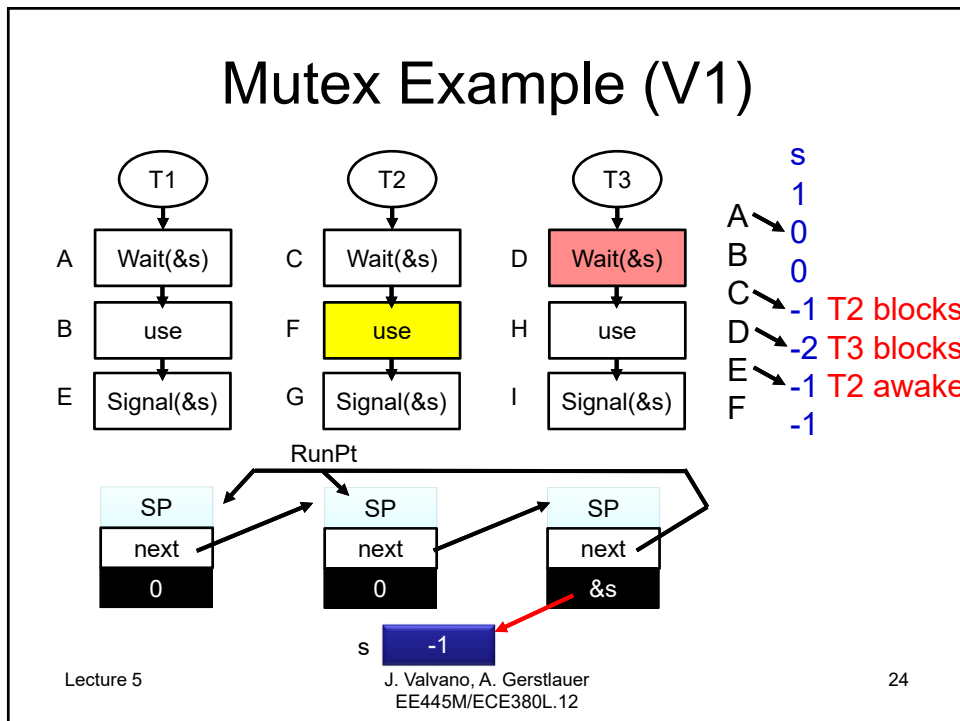 Mutex Example (V1)
T1
T2
T3
A
Wait(&s)
C
Wait(&s)
D
Wait(&s)
B
use
F
use
H
use
E
Signal(&s)
G
Signal(&s)
I
Signal(&s)
s
1
A
0
B
0
C
-1 T2 blocks
D
-2 T3 blocks
E
-1 T2 awake
F
-1
RunPt
SP
SP
SP
next
next
next
0
0
&s
s
-1
Lecture 5
J. Valvano, A. Gerstlauer
EE445M/ECE380L.12
24